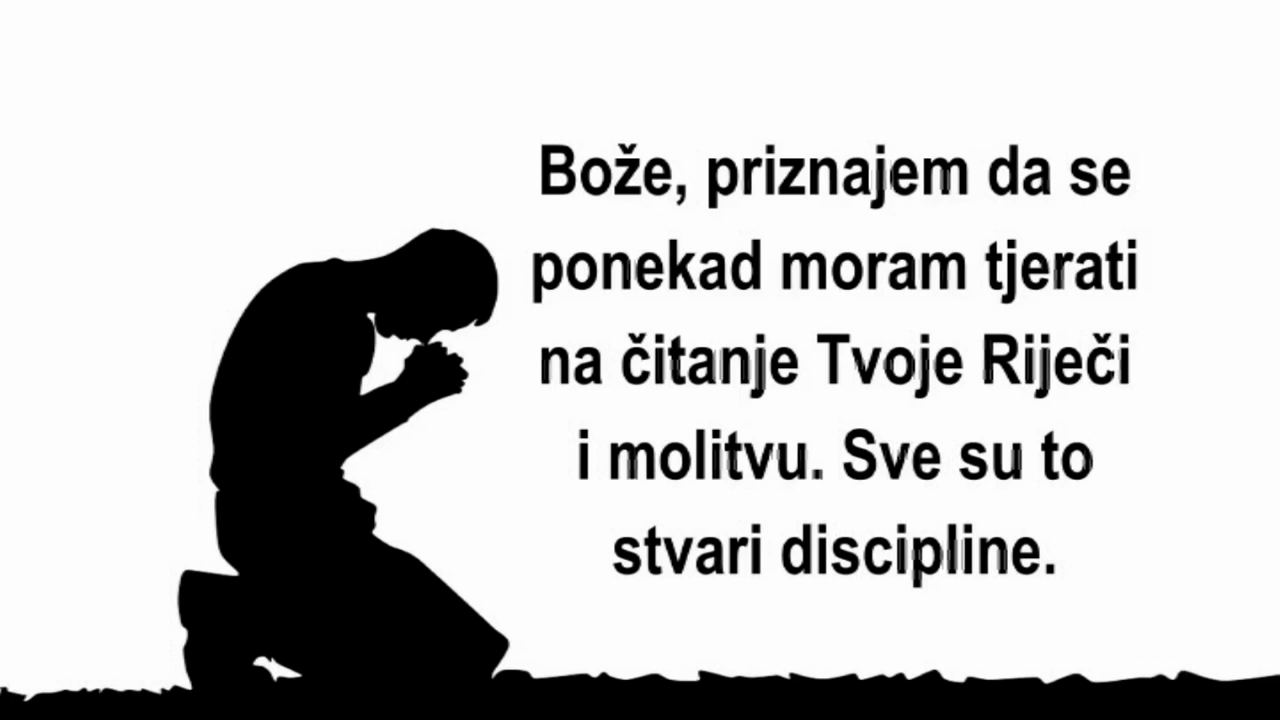 Bože, priznajem da se
ponekad moram tjerati
na čitanje Tvoje Riječi
i molitvu. Sve su to
stvari discipline.